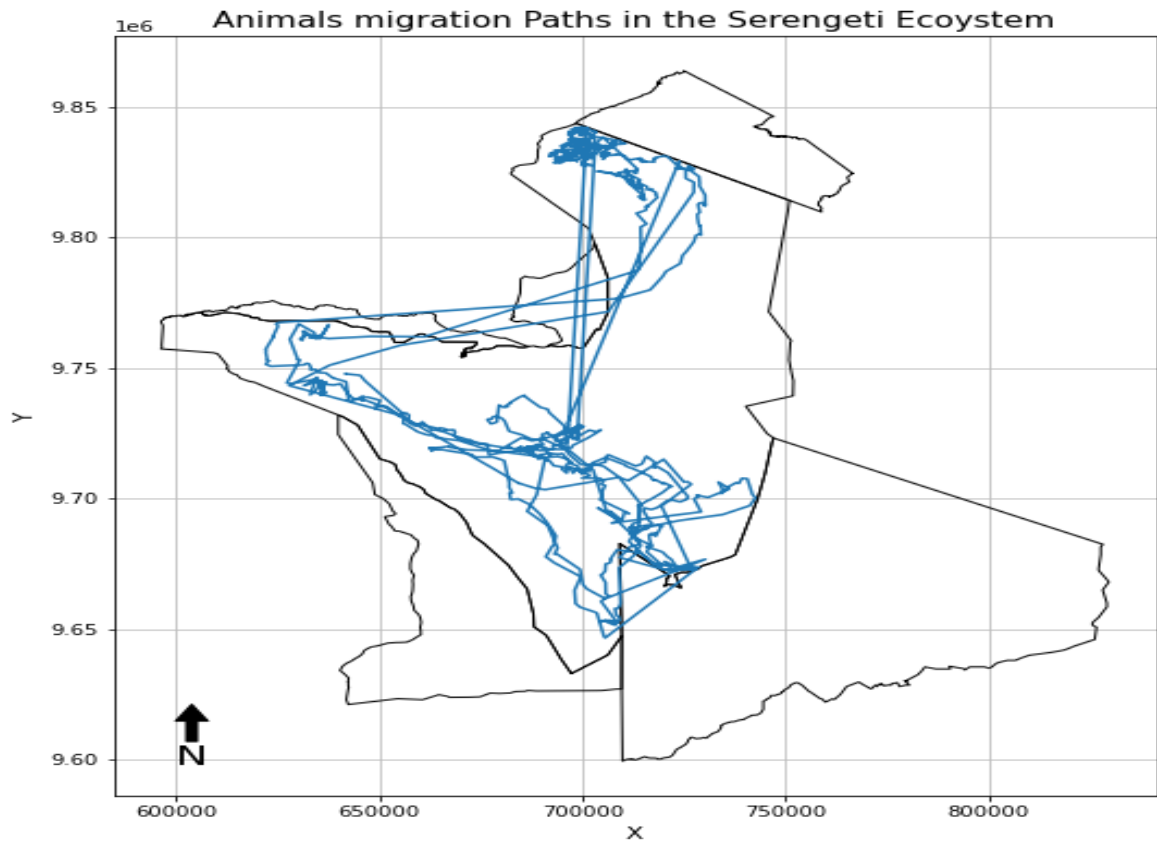 Animals migration Paths in the Serengeti Ecoystem
1e6
9.85
9.80
9.75
9.70
9.65
9.60
Y
N
600000 650000 700000 750000 800000
X